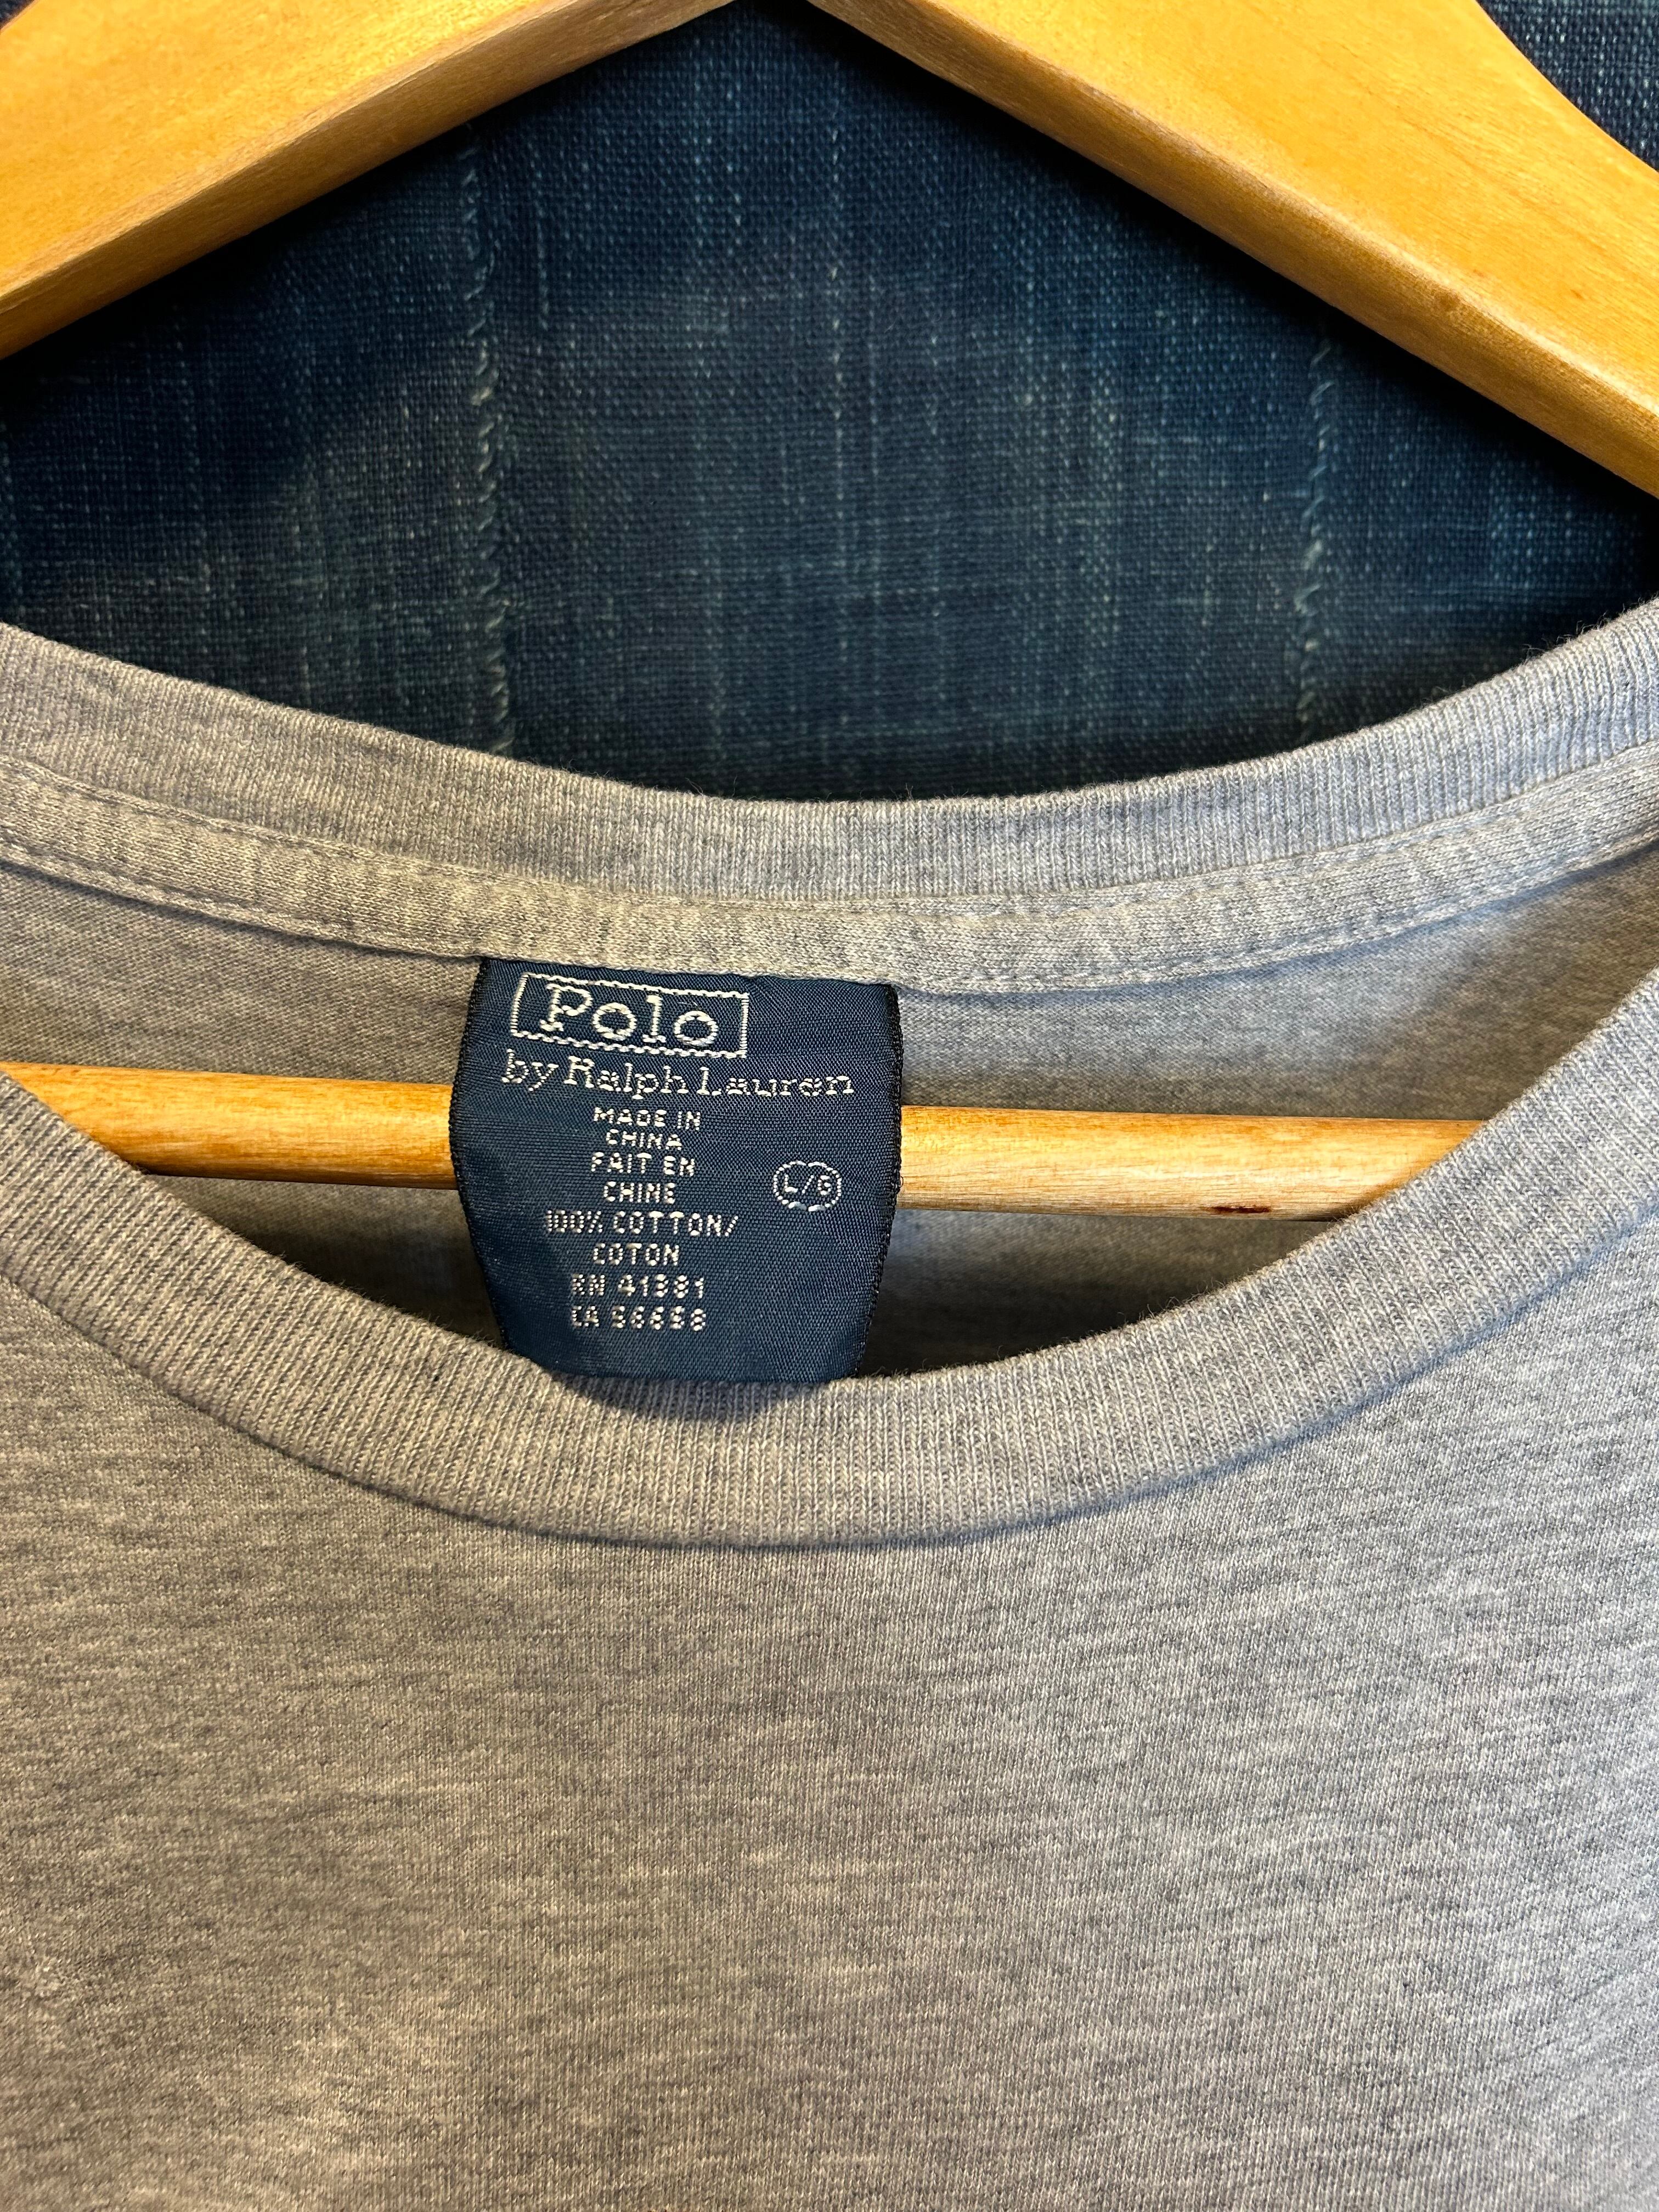 Polo
by Ralph Lauren
MADE IN
CHINA
FAIT EN
CHINE
L/G
100% COTTON/
COTON
RN 41381
CA 56658